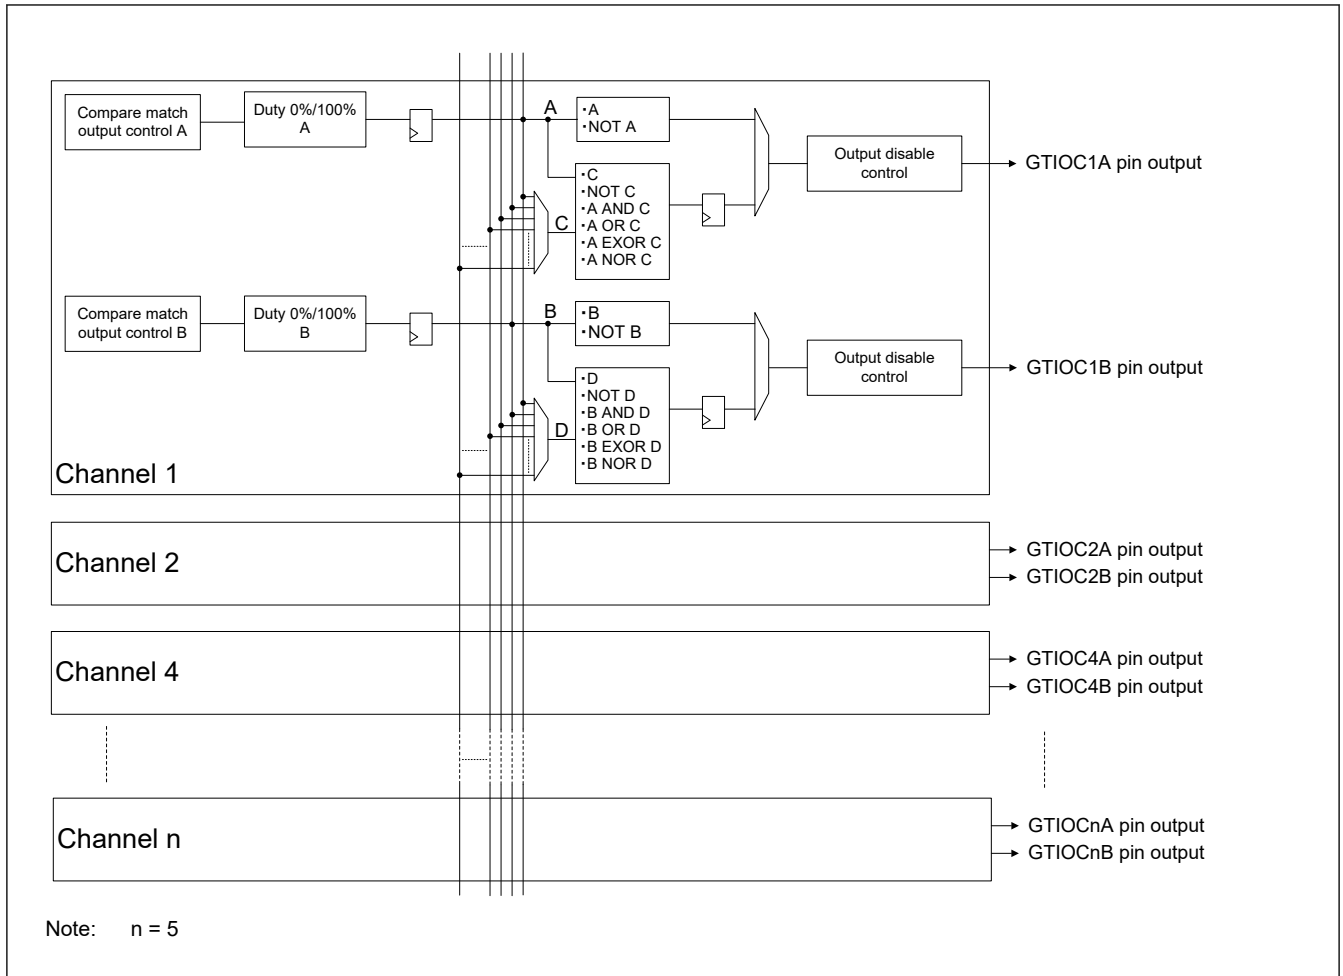 Compare match
output control A
Duty 0%/100%
A
A
・A
・NOT A
Output disable
control
GTIOC1A pin output
・C
・NOT C
・A AND C
・A OR C
・A EXOR C
・A NOR C
C
Compare match
output control B
Duty 0%/100%
B
B
・B
・NOT B
Output disable
control
GTIOC1B pin output
・D
・NOT D
・B AND D
・B OR D
・B EXOR D
・B NOR D
D
Channel 1
Channel 2
GTIOC2A pin output
GTIOC2B pin output
Channel 4
GTIOC4A pin output
GTIOC4B pin output
Channel n
GTIOCnA pin output
GTIOCnB pin output
Note: n = 5